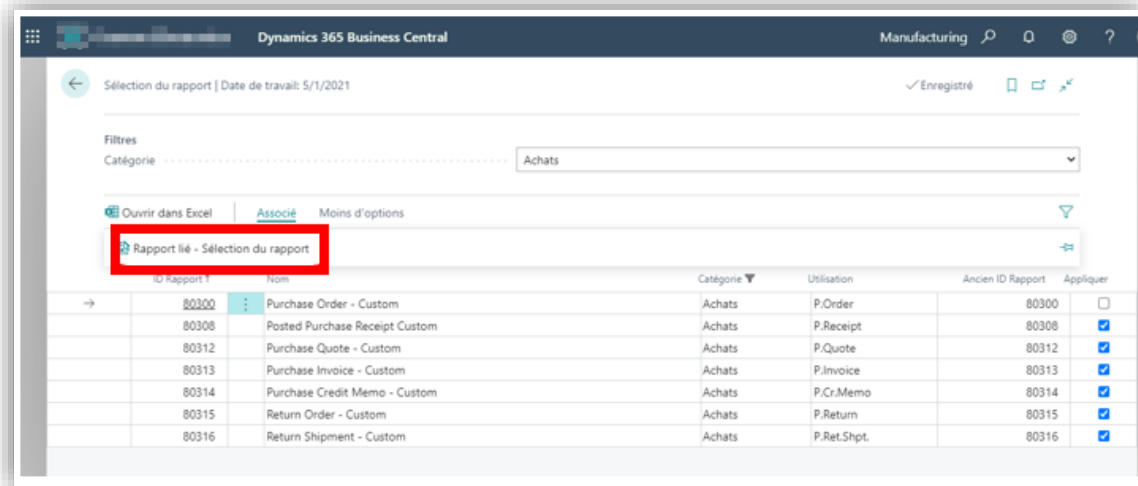 Dynamics 365 Business Central Manufacturing ?
Sélection du rapport | Date de travail: 5/1/2021 Enregistré
Filtres
Catégorie Achats
Ouvrir dans Excel Associé Moins d'options
Rapport lié - Sélection du rapport
ID Rapport ↑ Nom Catégorie Utilisation Ancien ID Rapport Appliquer
→ 80300 Purchase Order - Custom Achats P.Order 80300
80308 Posted Purchase Receipt Custom Achats P.Receipt 80308
80312 Purchase Quote - Custom Achats P.Quote 80312
80313 Purchase Invoice - Custom Achats P.Invoice 80313
80314 Purchase Credit Memo - Custom Achats P.Cr.Memo 80314
80315 Return Order - Custom Achats P.Return 80315
80316 Return Shipment - Custom Achats P.Ret.Shpt. 80316